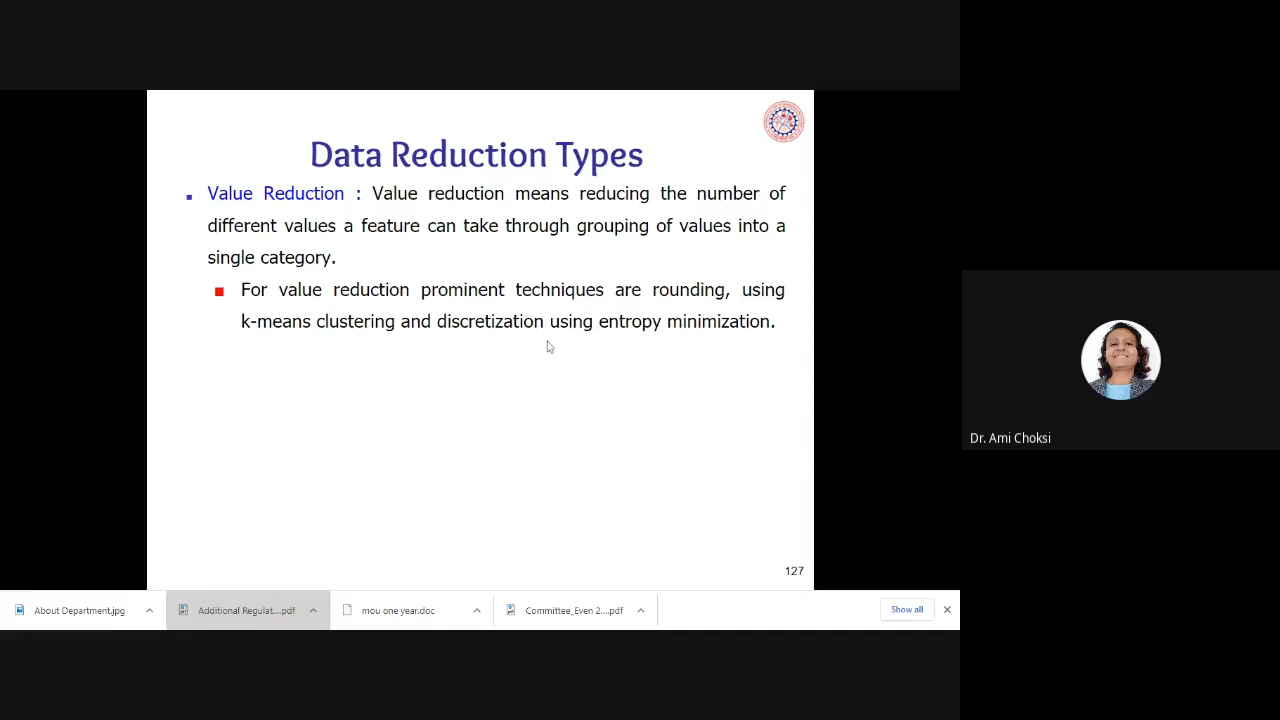 Data Reduction Types
Value Reduction : Value reduction means reducing the number of
different values a feature can take through grouping of values into a
single category.
For value reduction prominent techniques are rounding, using
k-means clustering and discretization using entropy minimization.
127
Dr. Ami Choksi
About Department.jpg
Additional Regulat....pdf
mou one year.doc
Committee_Even 2....pdf
Show all